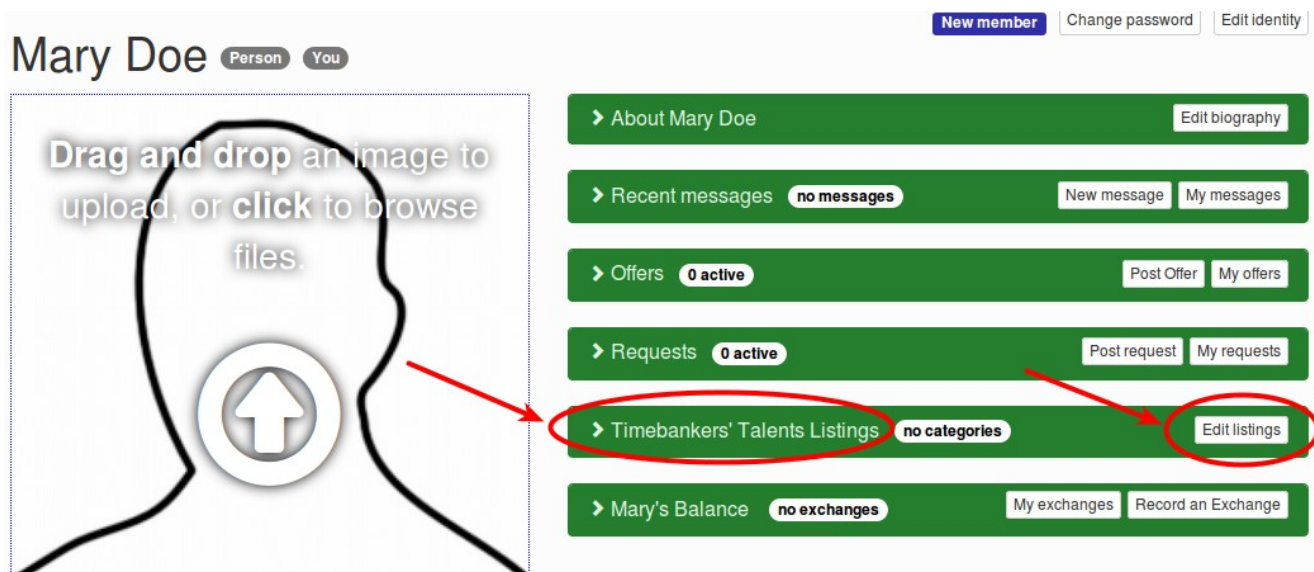 New member Change password Edit identity
Mary Doe Person You
Drag and drop an image to
upload, or click to browse
files.
About Mary Doe Edit biography
Recent messages no messages New message My messages
Offers 0 active Post Offer My offers
Requests 0 active Post request My requests
Timebankers' Talents Listings no categories Edit listings
Mary's Balance no exchanges My exchanges Record an Exchange